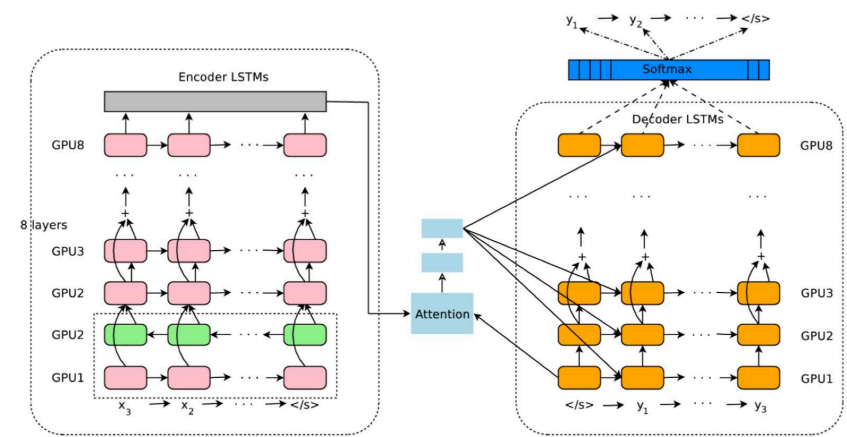 y1 y2 . . . </s>
Softmax
Encoder LSTMs
Decoder LSTMs
GPU8 . . .
. . . GPU8
. . . . . .
. . . . . .
+ + +
8 layers
GPU3 . . .
+ + +
GPU2 . . .
. . . GPU3
Attention
GPU2 . . .
. . . GPU2
GPU1 . . .
. . . GPU1
x3 x2 . . . </s>
</s> y1 . . . y3